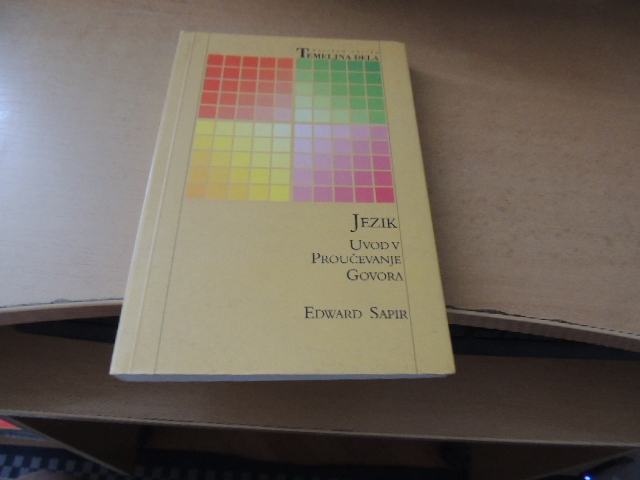 TEMELJNA DELA
JEZIK
UVOD V
PROUČEVANJE
GOVORA
EDWARD SAPIR